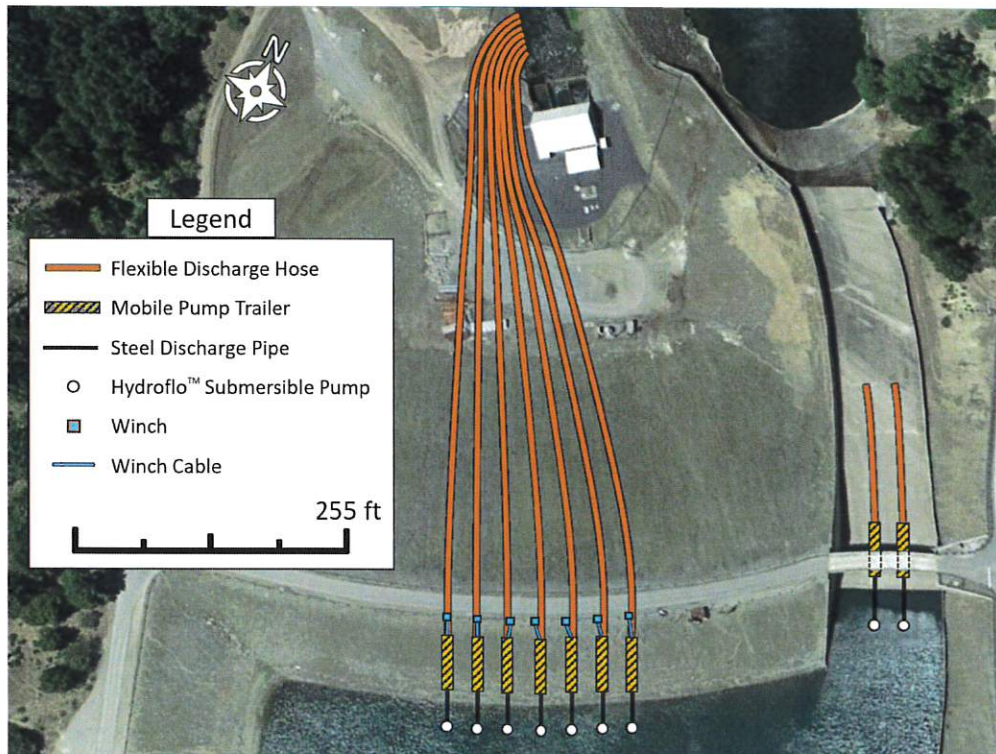 N
Legend
Flexible Discharge Hose
Mobile Pump Trailer
Steel Discharge Pipe
Hydroflo™ Submersible Pump
Winch
Winch Cable
255 ft